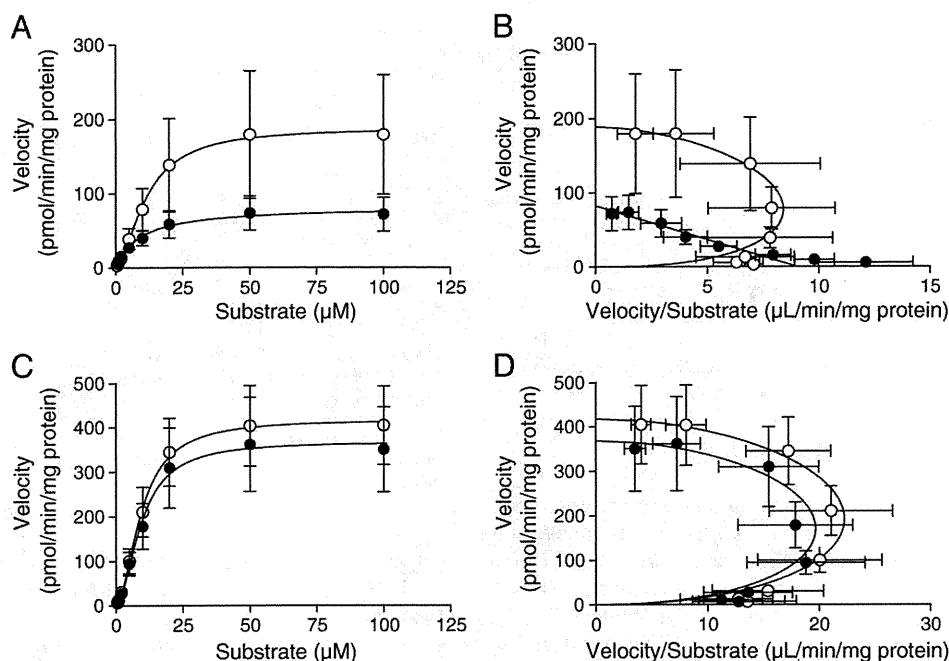 A
B
Velocity
(pmol/min/mg protein)
300
200
100
0
0
25
50
75
100
125
Substrate (µM)
Velocity
(pmol/min/mg protein)
300
200
100
0
0
5
10
15
Velocity/Substrate (µL/min/mg protein)
C
D
Velocity
(pmol/min/mg protein)
500
400
300
200
100
0
0
25
50
75
100
125
Substrate (µM)
Velocity
(pmol/min/mg protein)
500
400
300
200
100
0
0
10
20
30
Velocity/Substrate (µL/min/mg protein)